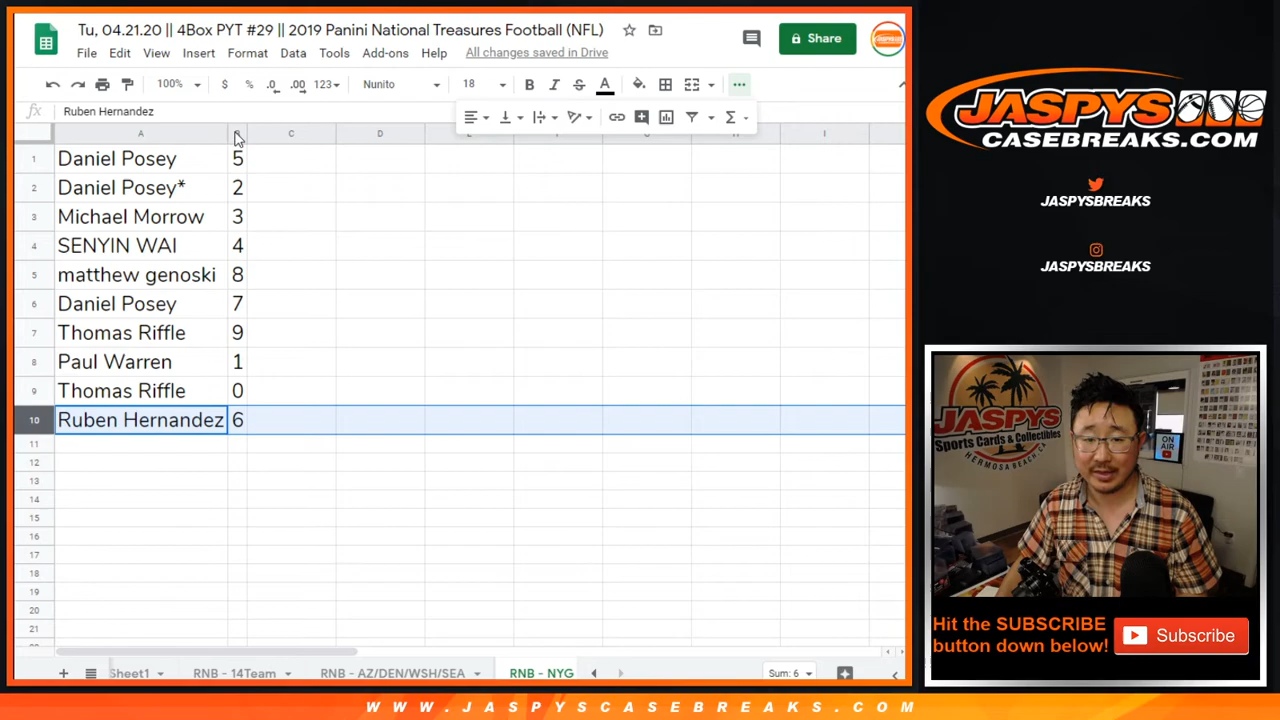 Tu, 04.21.20 || 4Box PYT #29 || 2019 Panini National Treasures Football (NFL)
File Edit View Insert Format Data Tools Add-ons Help All changes saved in Drive
Share
100% $ % .0 .00 123 Nunito 18 B I S A
fx Ruben Hernandez
A C D I
1 Daniel Posey 5
2 Daniel Posey* 2
3 Michael Morrow 3
4 SENYIN WAI 4
5 matthew genoski 8
6 Daniel Posey 7
7 Thomas Riffle 9
8 Paul Warren 1
9 Thomas Riffle 0
10 Ruben Hernandez 6
11
12
13
14
15
16
17
18
19
20
21
Sheet1 RNB - 14Team RNB - AZ/DEN/WSH/SEA RNB - NYG Sum: 6
JASPYS
CASEBREAKS.COM
JASPYSBREAKS
JASPYSBREAKS
JASPYS
Sports Cards & Collectibles
HERMOSA BEACH, CA
ON AIR
Hit the SUBSCRIBE
button down below!
Subscribe
WWW.JASPYSCASEBREAKS.COM